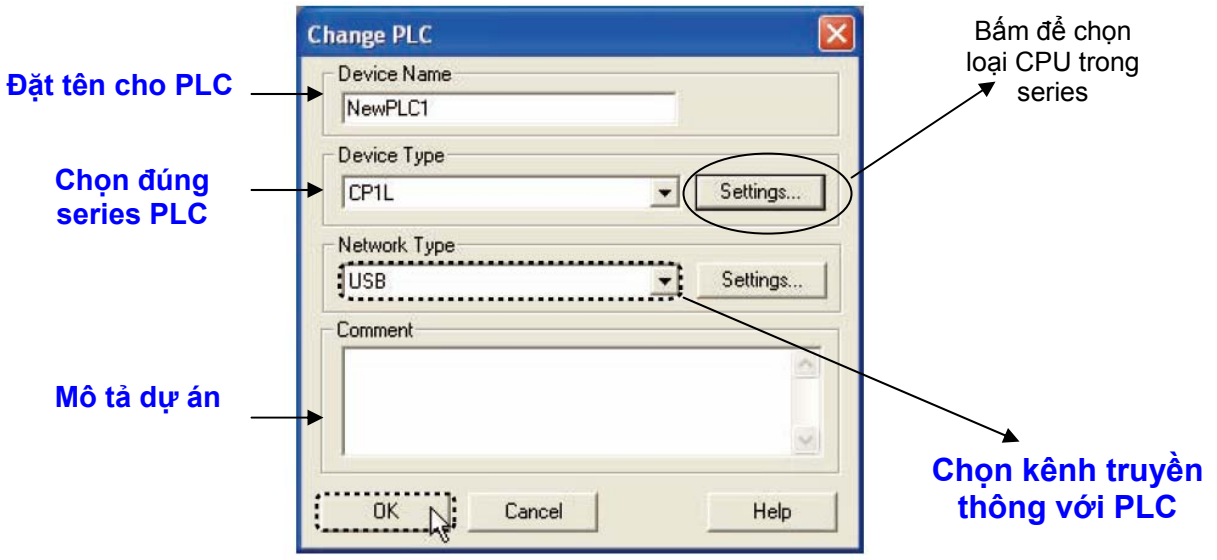 Change PLC
Bấm để chọn
loại CPU trong
series
Device Name
Đặt tên cho PLC
NewPLC1
Device Type
Chọn đúng
series PLC
CP1L
Settings...
Network Type
USB
Settings...
Comment
Mô tả dự án
Chọn kênh truyền
thông với PLC
OK
Cancel
Help